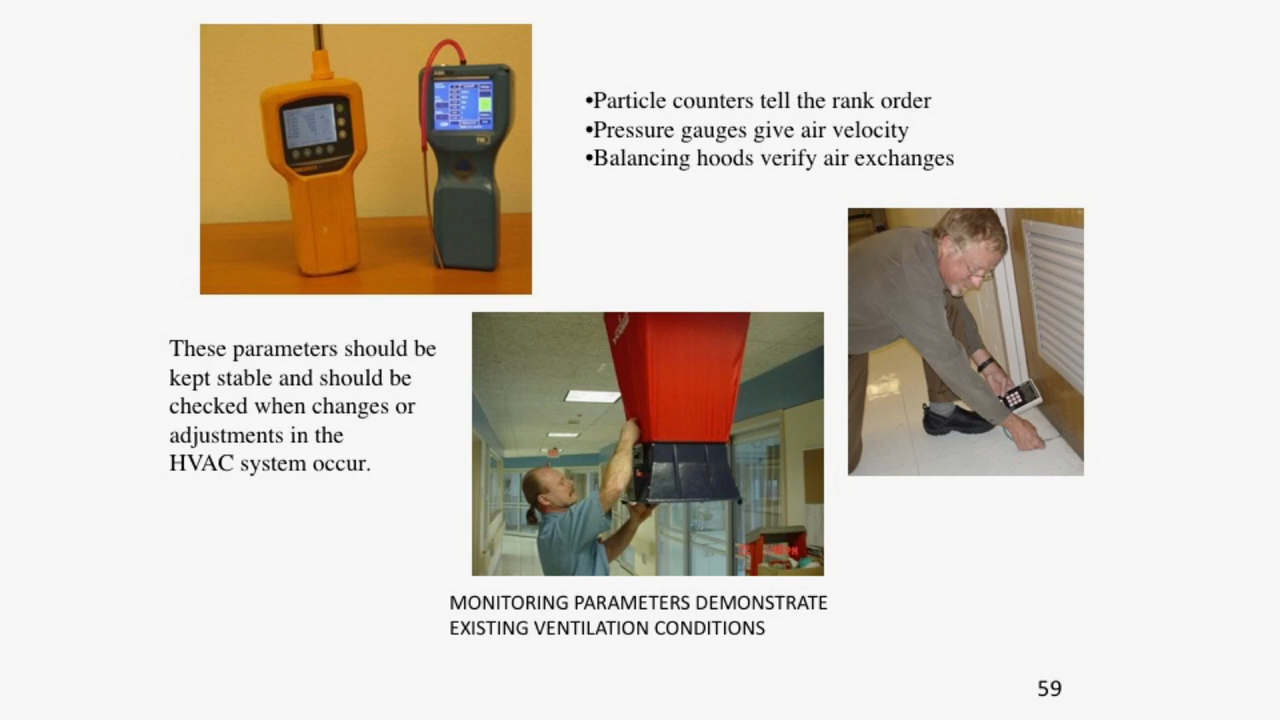 •Particle counters tell the rank order
•Pressure gauges give air velocity
•Balancing hoods verify air exchanges
These parameters should be
kept stable and should be
checked when changes or
adjustments in the
HVAC system occur.
MONITORING PARAMETERS DEMONSTRATE
EXISTING VENTILATION CONDITIONS
59